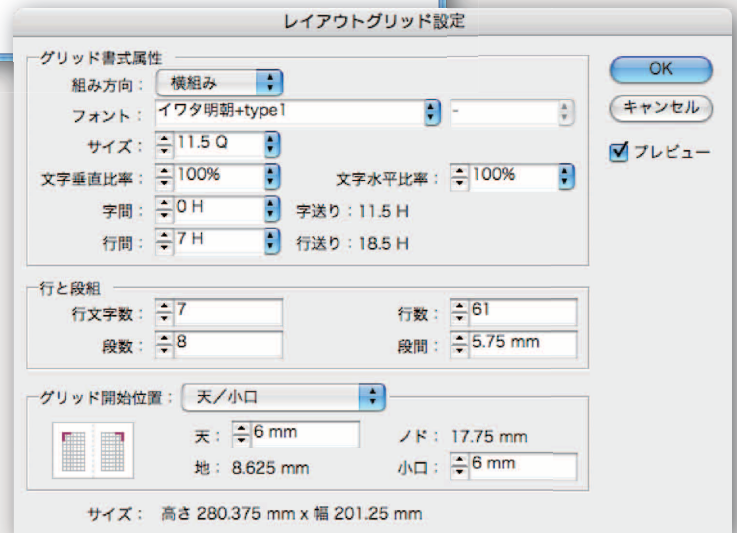 レイアウトグリッド設定
グリッド書式属性
組み方向： 横組み
フォント： イワタ明朝+type1 -
サイズ： 11.5 Q
文字垂直比率： 100% 文字水平比率： 100%
字間： 0 H 字送り：11.5 H
行間： 7 H 行送り：18.5 H
行と段組
行文字数： 7 行数： 61
段数： 8 段間： 5.75 mm
グリッド開始位置： 天／小口
天： 6 mm ノド： 17.75 mm
地： 8.625 mm 小口： 6 mm
サイズ： 高さ 280.375 mm x 幅 201.25 mm
OK
キャンセル
プレビュー